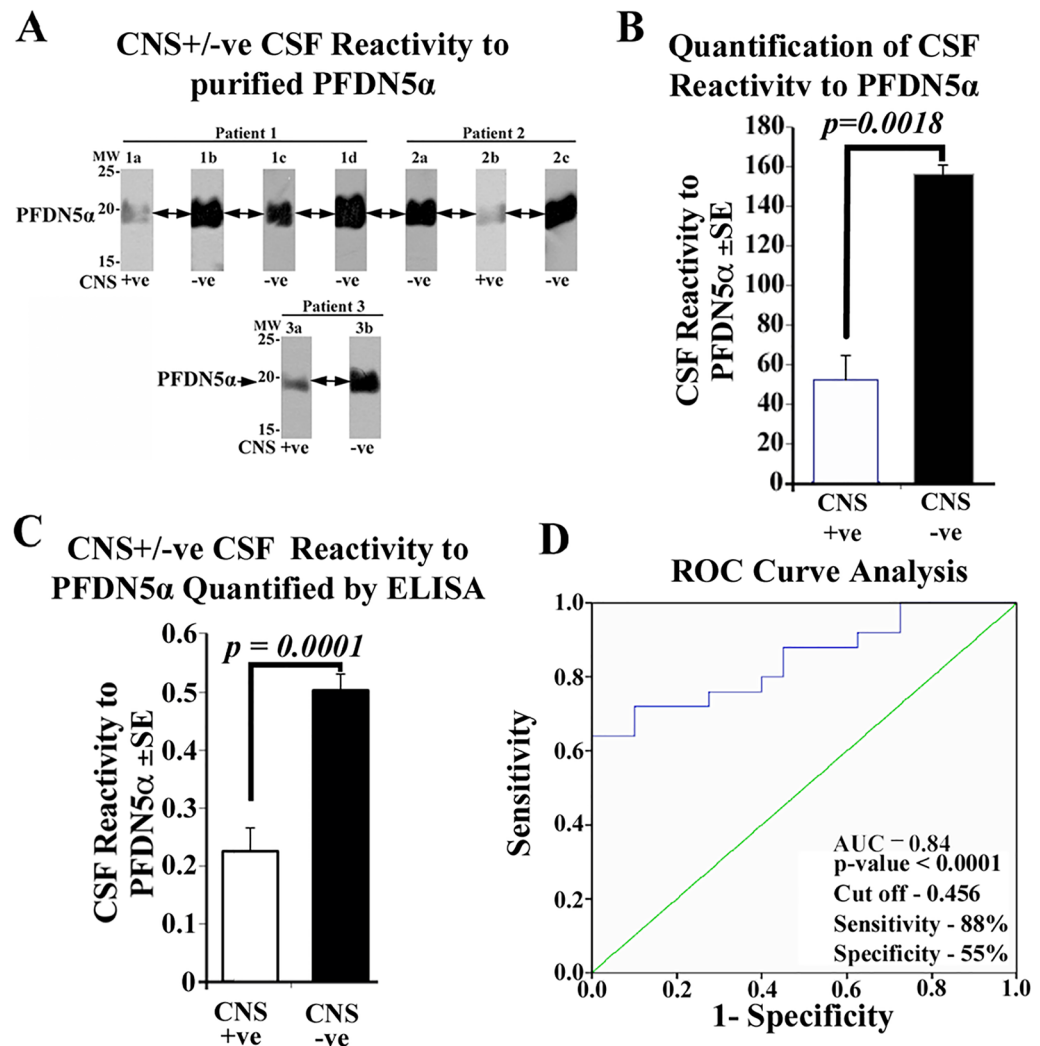 A
CNS+/-ve CSF Reactivity to
purified PFDN5α
Patient 1
Patient 2
MW 1a 1b 1c 1d 2a 2b 2c
25-
PFDN5α 20-
15-
CNS +ve -ve -ve -ve -ve +ve -ve
Patient 3
MW 3a 3b
25-
PFDN5α 20-
15-
CNS +ve -ve
B
Quantification of CSF
Reactivity to PFDN5α
p=0.0018
CSF Reactivity to
PFDN5α ±SE
180
160
140
120
100
80
60
40
20
0
CNS
+ve
CNS
-ve
C
CNS+/-ve CSF Reactivity to
PFDN5α Quantified by ELISA
p = 0.0001
CSF Reactivity to
PFDN5α ±SE
0.6
0.5
0.4
0.3
0.2
0.1
0
CNS
+ve
CNS
-ve
D
ROC Curve Analysis
Sensitivity
1.0
0.8
0.6
0.4
0.2
0.0
AUC = 0.84
p-value < 0.0001
Cut off - 0.456
Sensitivity - 88%
Specificity - 55%
0.0 0.2 0.4 0.6 0.8 1.0
1- Specificity